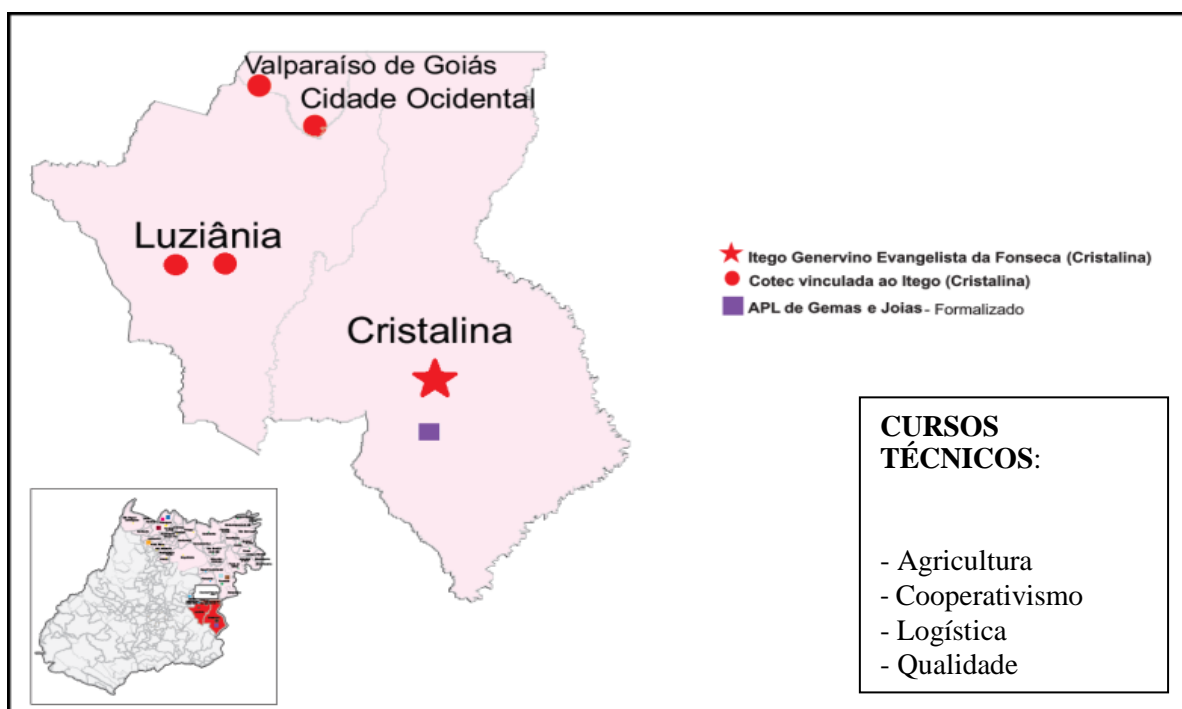 Valparaíso de Goiás
Cidade Ocidental
Luziânia
Cristalina
Itego Genervino Evangelista da Fonseca (Cristalina)
Cotec vinculada ao Itego (Cristalina)
APL de Gemas e Joias - Formalizado
CURSOS
TÉCNICOS:
- Agricultura
- Cooperativismo
- Logística
- Qualidade